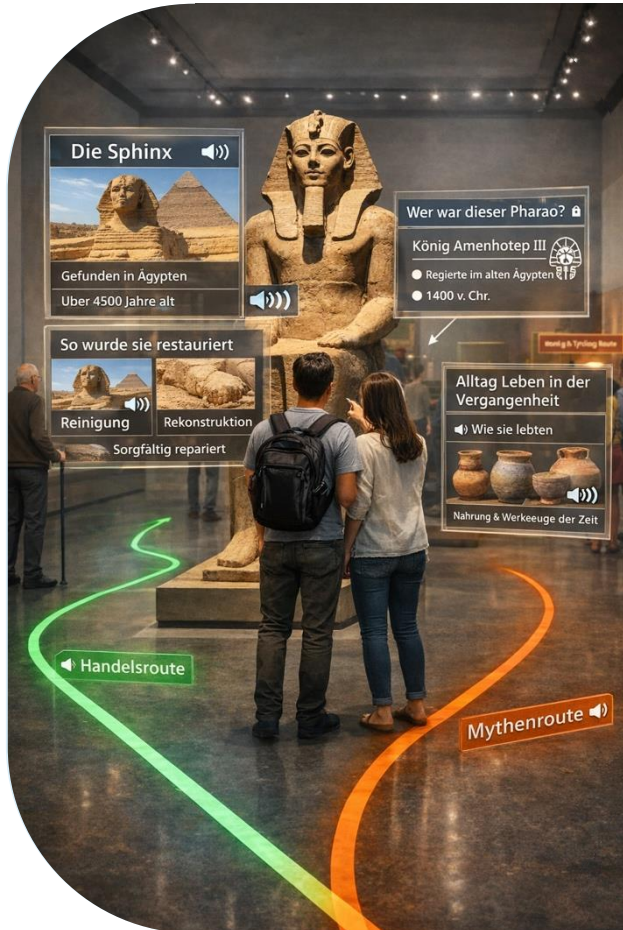 Die Sphinx
Gefunden in Ägypten
Uber 4500 Jahre alt
Wer war dieser Pharao?
König Amenhotep III
Regierte im alten Ägypten
1400 v. Chr.
So wurde sie restauriert
Reinigung
Rekonstruktion
Sorgfältig repariert
Alltag Leben in der
Vergangenheit
Wie sie lebten
Nahrung & Werkeuge der Zeit
Handelsroute
Mythenroute